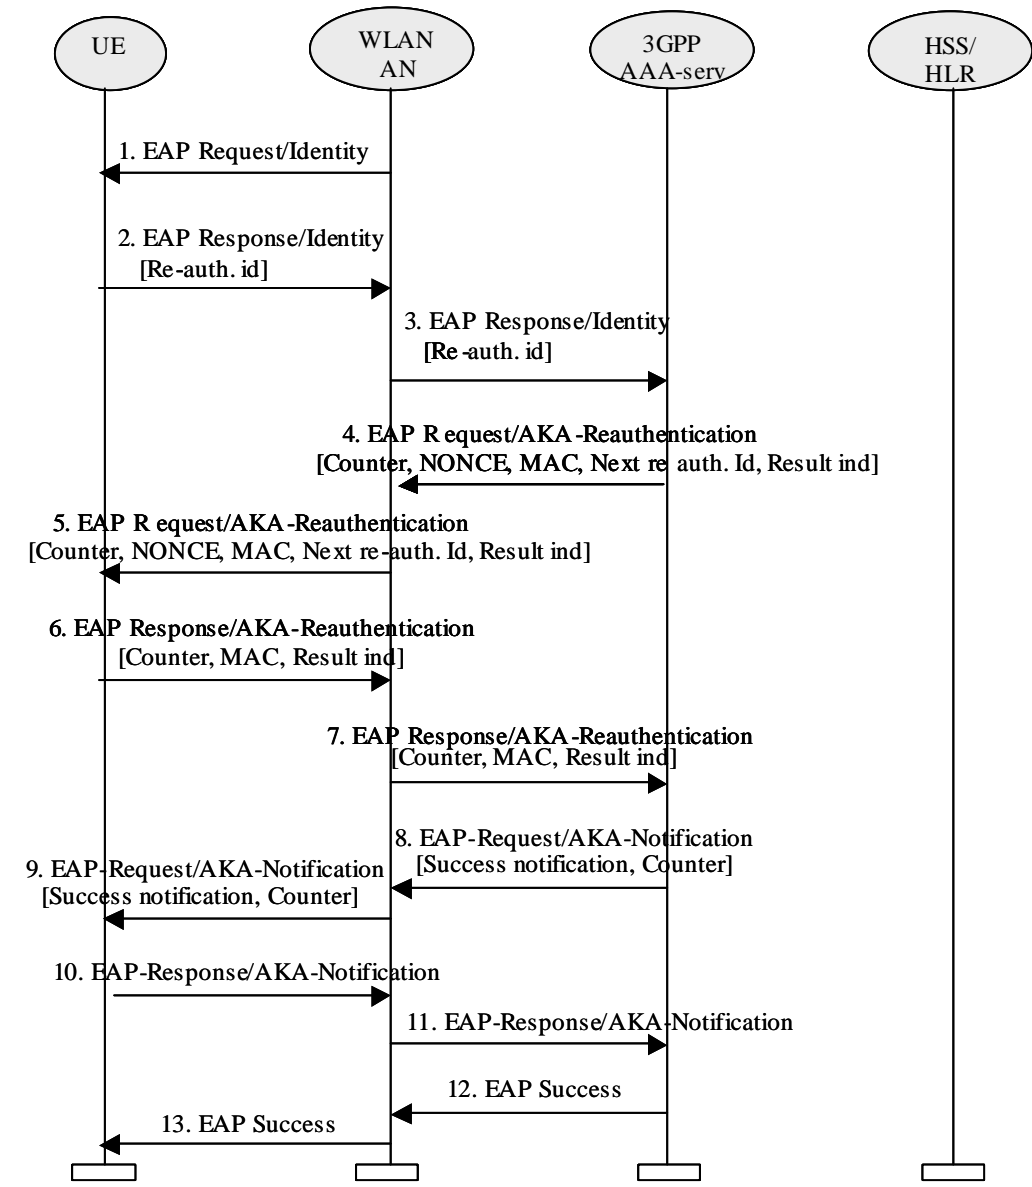 UE
WLAN
AN
3GPP
AAA-serv
HSS/
HLR
1. EAP Request/Identity
2. EAP Response/Identity
[Re-auth. id]
3. EAP Response/Identity
[Re-auth. id]
4. EAP Request/AKA-Reauthentication
[Counter, NONCE, MAC, Next re auth. Id, Result ind]
5. EAP Request/AKA-Reauthentication
[Counter, NONCE, MAC, Next re-auth. Id, Result ind]
6. EAP Response/AKA-Reauthentication
[Counter, MAC, Result ind]
7. EAP Response/AKA-Reauthentication
[Counter, MAC, Result ind]
8. EAP-Request/AKA-Notification
[Success notification, Counter]
9. EAP-Request/AKA-Notification
[Success notification, Counter]
10. EAP-Response/AKA-Notification
11. EAP-Response/AKA-Notification
12. EAP Success
13. EAP Success